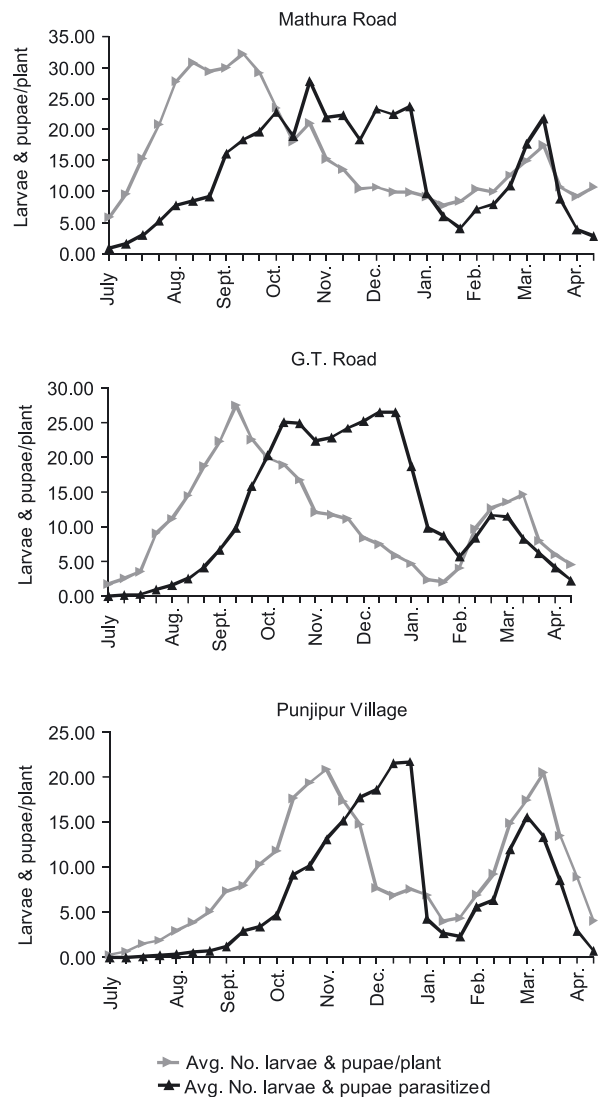 Mathura Road
35.00
30.00
25.00
20.00
15.00
10.00
5.00
0.00
Larvae & pupae/plant
July Aug. Sept. Oct. Nov. Dec. Jan. Feb. Mar. Apr.
G.T. Road
30.00
25.00
20.00
15.00
10.00
5.00
0.00
Larvae & pupae/plant
July Aug. Sept. Oct. Nov. Dec. Jan. Feb. Mar. Apr.
Punjipur Village
25.00
20.00
15.00
10.00
5.00
0.00
Larvae & pupae/plant
July Aug. Sept. Oct. Nov. Dec. Jan. Feb. Mar. Apr.
Avg. No. larvae & pupae/plant
Avg. No. larvae & pupae parasitized